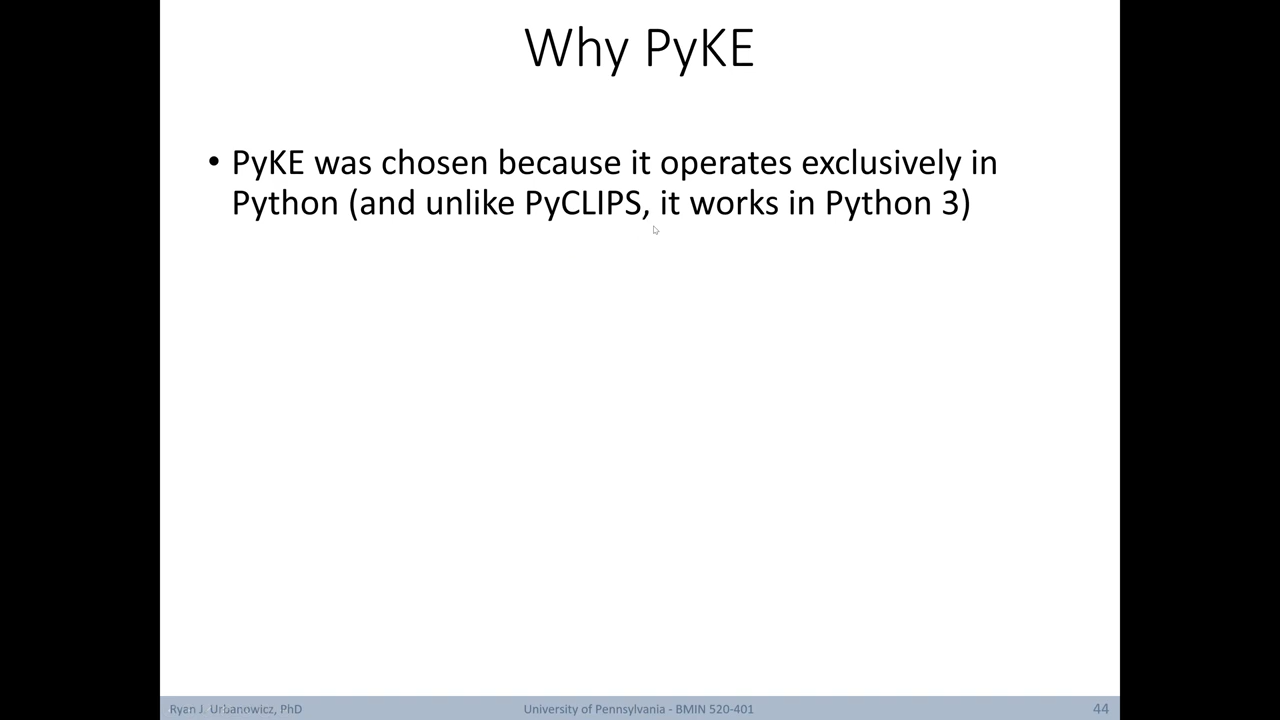 Why PyKE
• PyKE was chosen because it operates exclusively in
Python (and unlike PyCLIPS, it works in Python 3)
Ryan J. Urbanowicz, PhD
University of Pennsylvania - BMIN 520-401
44